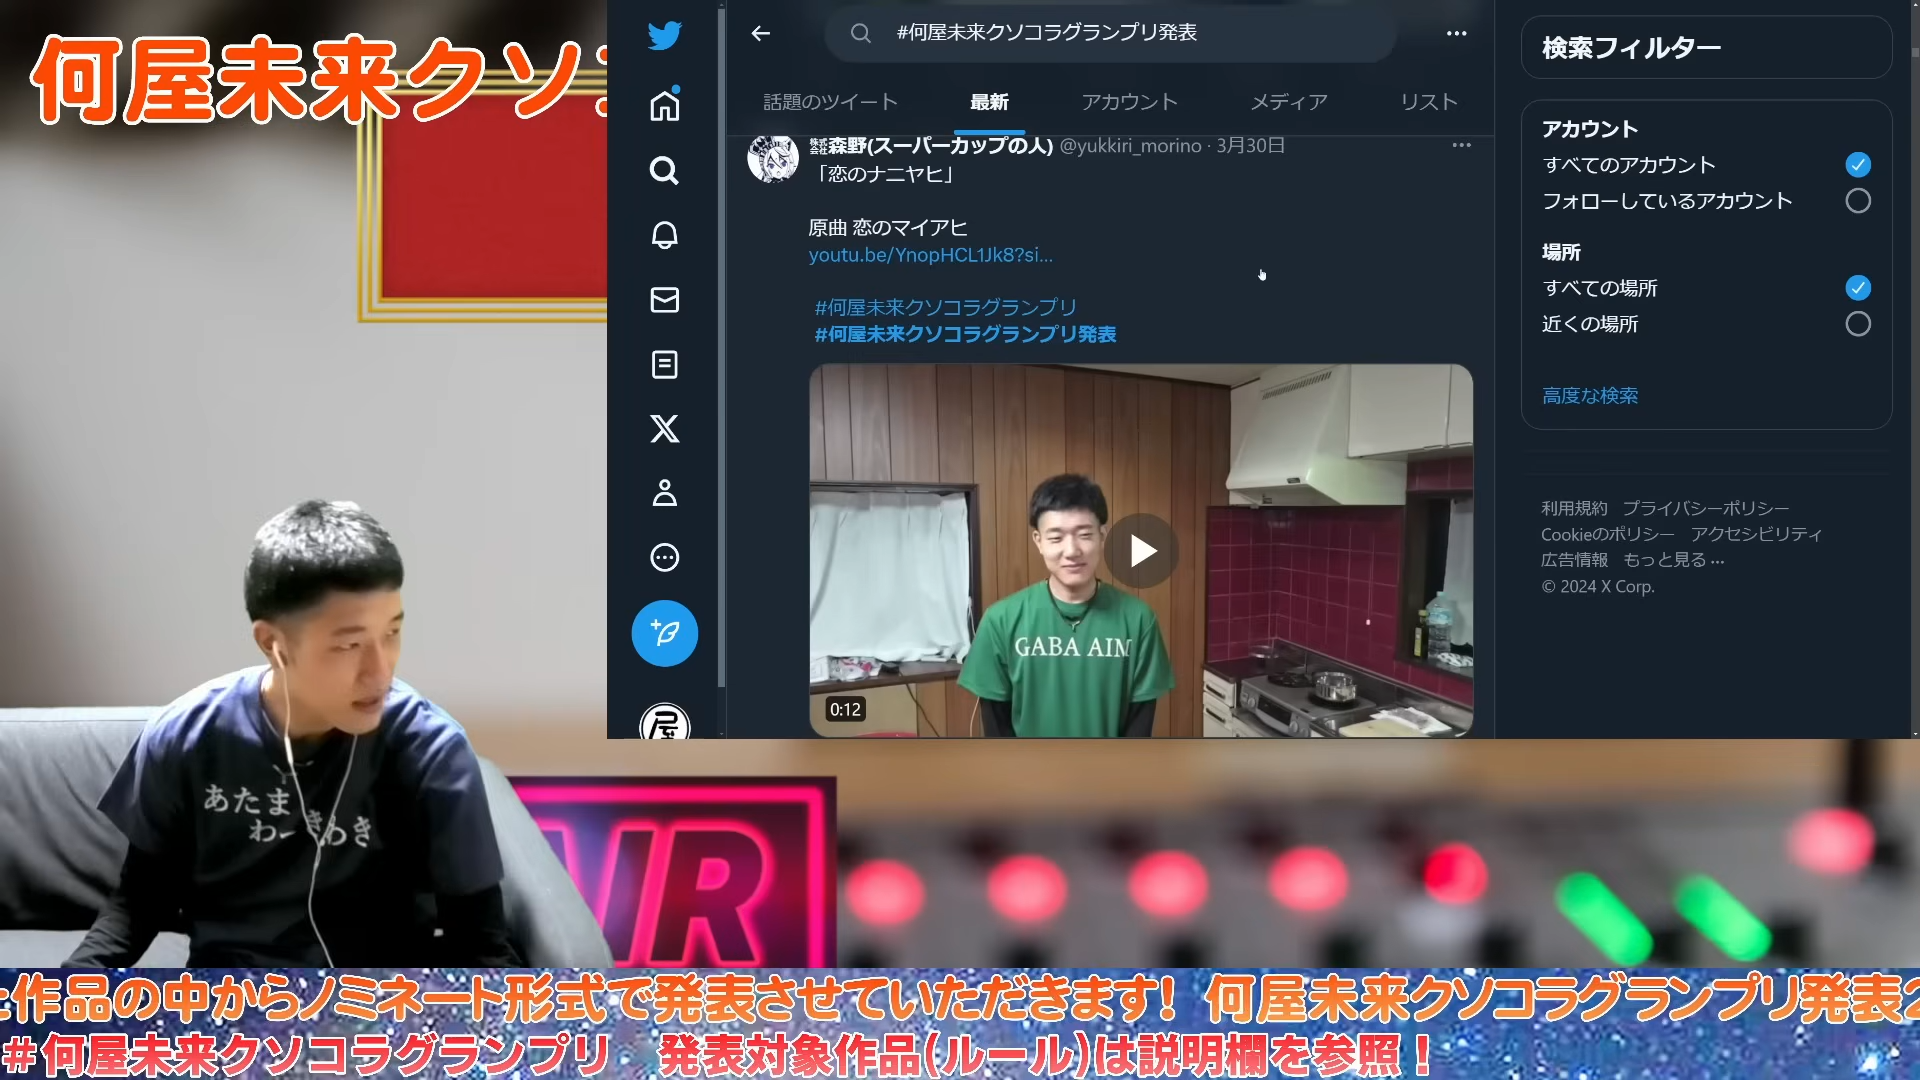 何屋未来クソ
#何屋未来クソコラグランプリ発表
話題のツイート
最新
アカウント
メディア
リスト
株式会社森野(スーパーカップの人) @yukkiri_morino · 3月30日
「恋のナニヤヒ」
原曲 恋のマイアヒ
youtu.be/YnopHCL1Jk8?si...
#何屋未来クソコラグランプリ
#何屋未来クソコラグランプリ発表
GABA AIM
0:12
屋
検索フィルター
アカウント
すべてのアカウント
フォローしているアカウント
場所
すべての場所
近くの場所
高度な検索
利用規約 プライバシーポリシー
Cookieのポリシー アクセシビリティ
広告情報 もっと見る ...
© 2024 X Corp.
あたま
わーきわき
作品の中からノミネート形式で発表させていただきます! 何屋未来クソコラグランプリ発表2
#何屋未来クソコラグランプリ 発表対象作品(ルール)は説明欄を参照!